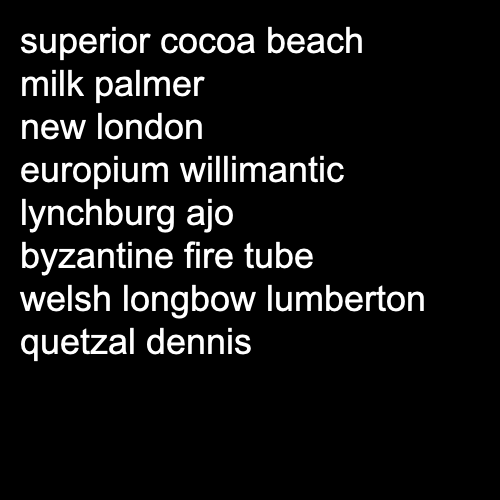 superior cocoa beach
milk palmer
new london
europium willimantic
lynchburg ajo
byzantine fire tube
welsh longbow lumberton
quetzal dennis